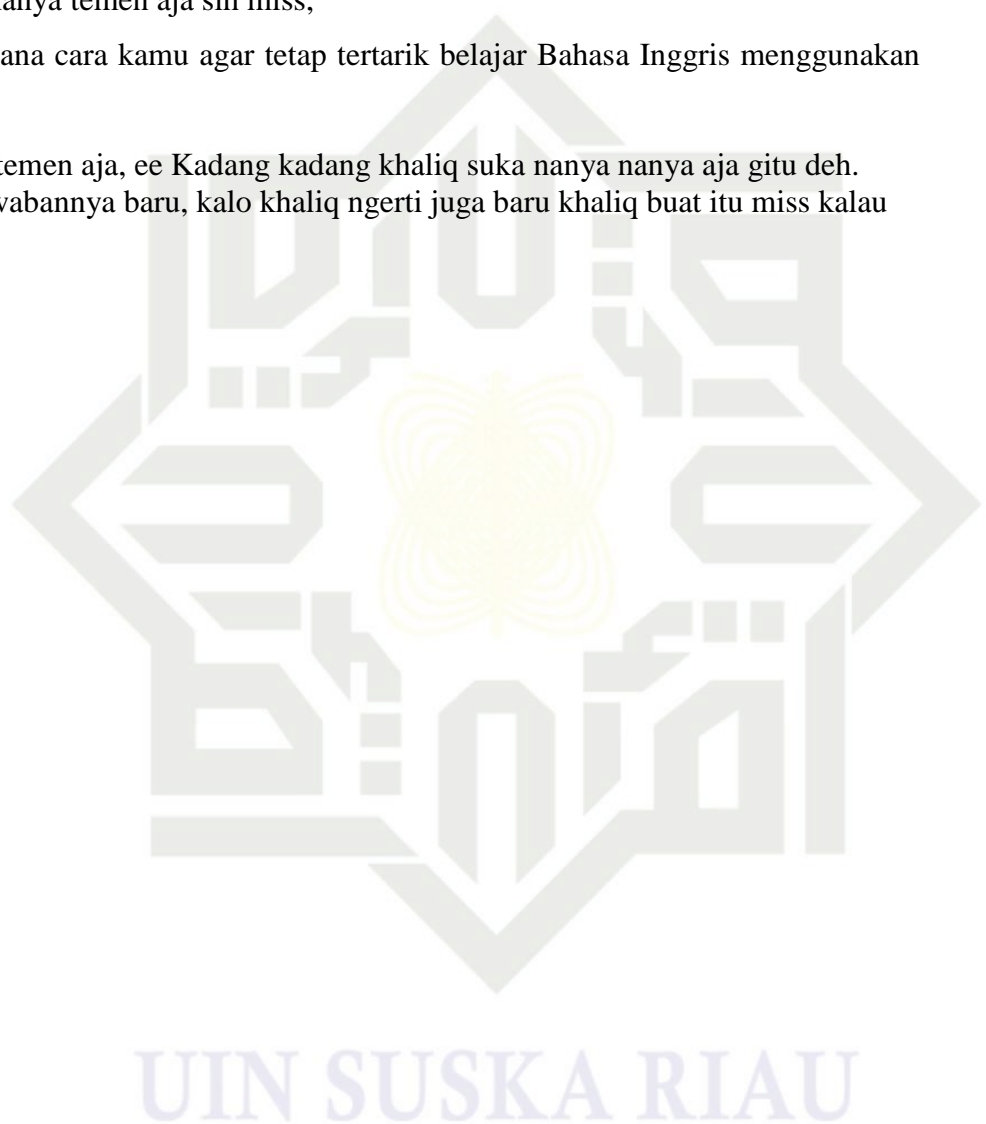 temen aja sih miss,
ana cara kamu agar tetap tertarik belajar Bahasa Inggris menggunakan
temen aja, ee Kadang kadang khaliq suka nanya nanya aja gitu deh.
wabannya baru, kalo khaliq ngerti juga baru khaliq buat itu miss kalau
UIN SUSKA RIAU